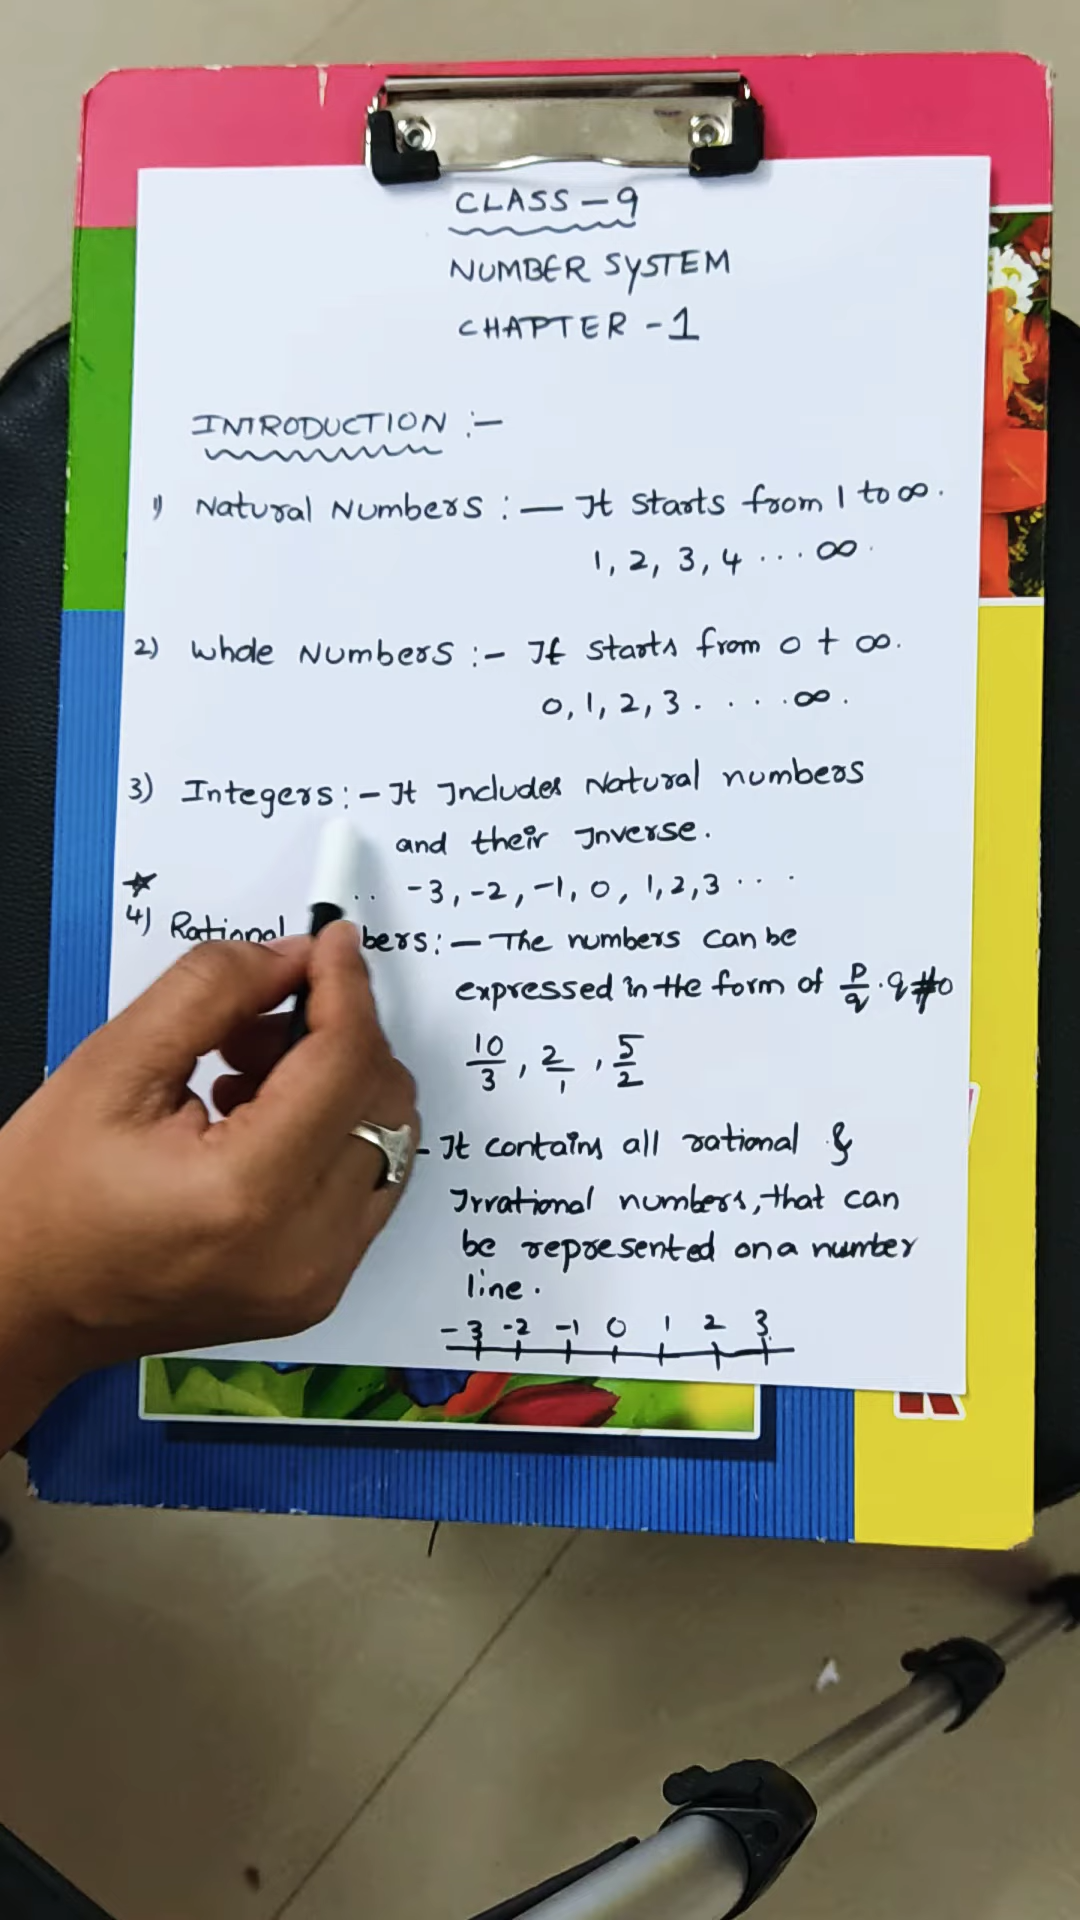 CLASS - 9
NUMBER SYSTEM
CHAPTER - 1
INTRODUCTION :-
1) Natural Numbers :- It starts from 1 to ∞.
1, 2, 3, 4 ... ∞
2) Whole Numbers :- It starts from 0 t ∞.
0, 1, 2, 3 . . . . ∞.
3) Integers :- It Includes Natural numbers
and their Inverse.
.. -3, -2, -1, 0, 1, 2, 3 ...
4) Rational bers :- The numbers can be
expressed in the form of p/q . q ≠ 0
10/3, 2/1, 5/2
- It contains all rational &
Irrational numbers, that can
be represented on a number
line.
-3 -2 -1 0 1 2 3